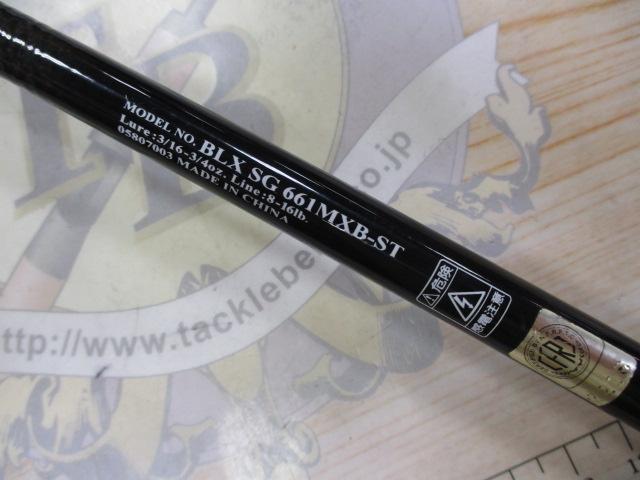 MODEL NO. BLX SG 661MXB-ST
Lure:3/16-3/4oz. Line:8-16lb.
05807003 MADE IN CHINA
危険
感電注意
http://www.tacklebe
o.jp